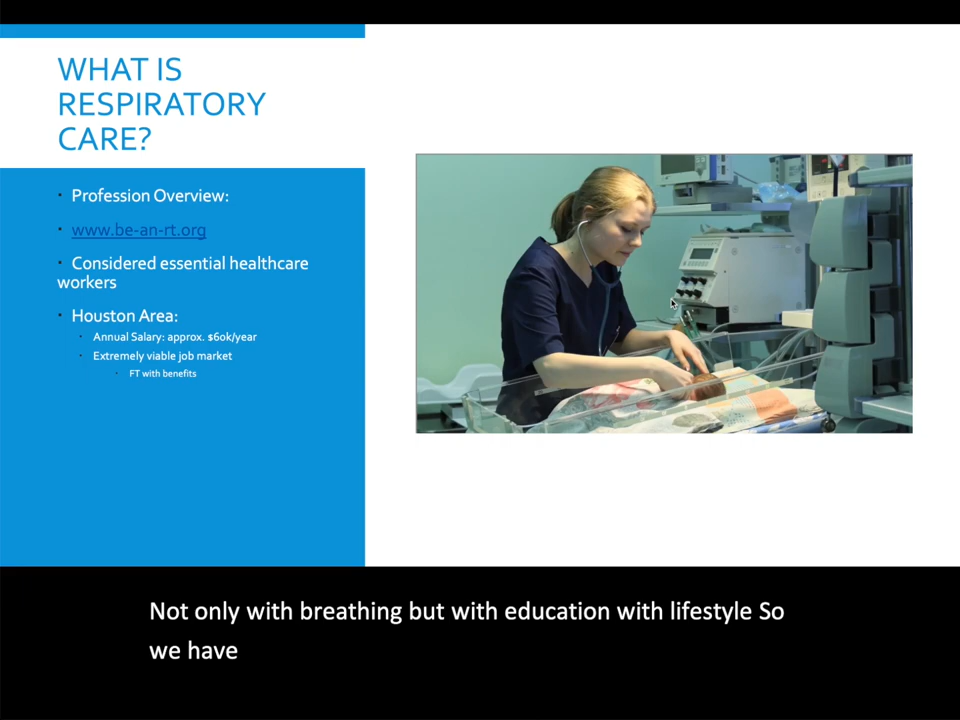 WHAT IS
RESPIRATORY
CARE?
· Profession Overview:
· www.be-an-rt.org
· Considered essential healthcare
workers
· Houston Area:
· Annual Salary: approx. $60k/year
· Extremely viable job market
· FT with benefits
Not only with breathing but with education with lifestyle So
we have